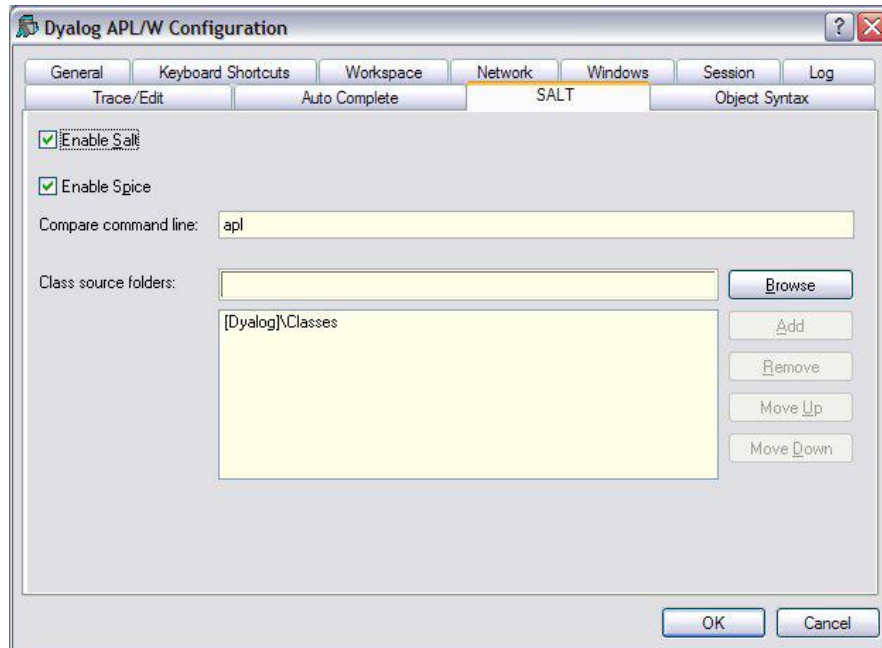 Dyalog APL/W Configuration
General Keyboard Shortcuts Workspace Network Windows Session Log
Trace/Edit Auto Complete SALT Object Syntax
Enable Salt
Enable Spice
Compare command line: apl
Class source folders: Browse
[Dyalog]\Classes Add
Remove
Move Up
Move Down
OK Cancel